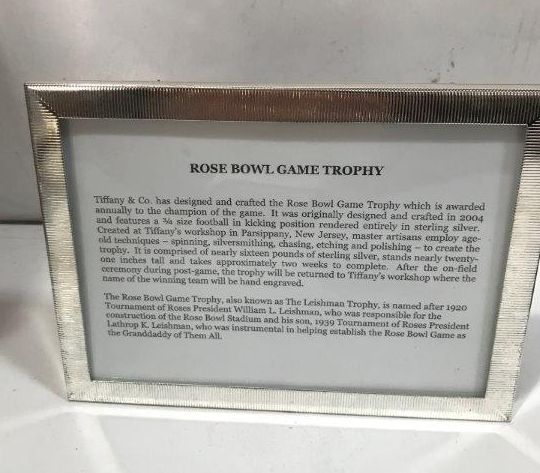 ROSE BOWL GAME TROPHY
Tiffany & Co. has designed and crafted the Rose Bowl Game Trophy which is awarded
annually to the champion of the game. It was originally designed and crafted in 2004
and features a ¾ size football in kicking position rendered entirely in sterling silver.
Created at Tiffany's workshop in Parsippany, New Jersey, master artisans employ age-
old techniques – spinning, silversmithing, chasing, etching and polishing – to create the
trophy. It is comprised of nearly sixteen pounds of sterling silver, stands nearly twenty-
one inches tall and takes approximately two weeks to complete. After the on-field
ceremony during post-game, the trophy will be returned to Tiffany's workshop where the
name of the winning team will be hand engraved.
The Rose Bowl Game Trophy, also known as The Leishman Trophy, is named after 1920
Tournament of Roses President William L. Leishman, who was responsible for the
construction of the Rose Bowl Stadium and his son, 1939 Tournament of Roses President
Lathrop K. Leishman, who was instrumental in helping establish the Rose Bowl Game as
the Granddaddy of Them All.